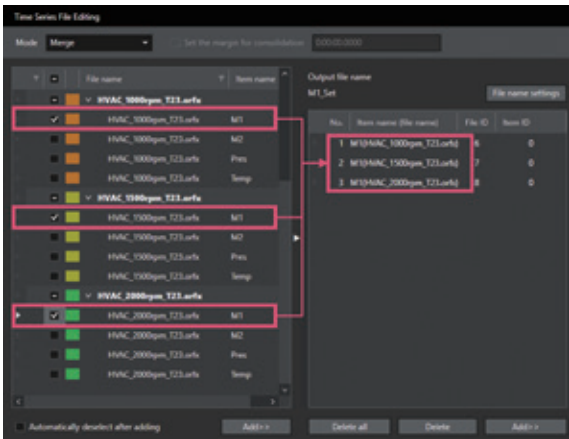 Time Series File Editing
Mode Merge Set the margin for consolidation 0:00:00.0000
File name Item name
HVAC_1000rpm_T23.orfx
HVAC_1000rpm_T23.orfx M1
HVAC_1000rpm_T23.orfx M2
HVAC_1000rpm_T23.orfx Pres
HVAC_1000rpm_T23.orfx Temp
HVAC_1500rpm_T23.orfx
HVAC_1500rpm_T23.orfx M1
HVAC_1500rpm_T23.orfx M2
HVAC_1500rpm_T23.orfx Pres
HVAC_1500rpm_T23.orfx Temp
HVAC_2000rpm_T23.orfx
HVAC_2000rpm_T23.orfx M1
HVAC_2000rpm_T23.orfx M2
HVAC_2000rpm_T23.orfx Pres
HVAC_2000rpm_T23.orfx Temp
Automatically deselect after adding Add>>
Output file name
M1_Set File name settings
No. Item name (file name) File ID Item ID
1 M1(HVAC_1000rpm_T23.orfx) 6 0
2 M1(HVAC_1500rpm_T23.orfx) 7 0
3 M1(HVAC_2000rpm_T23.orfx) 8 0
Delete all Delete Add>>